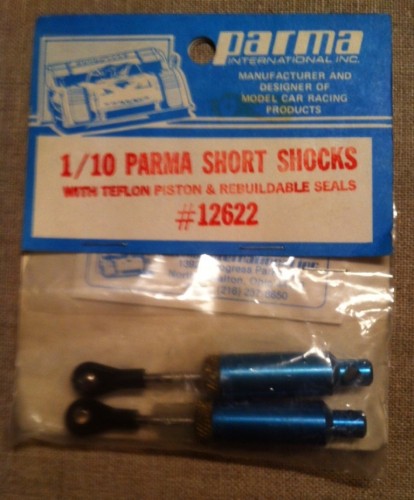 parma
INTERNATIONAL INC.
MANUFACTURER AND
DESIGNER OF
MODEL CAR RACING
PRODUCTS
1/10 PARMA SHORT SHOCKS
WITH TEFLON PISTON & REBUILDABLE SEALS
#12622